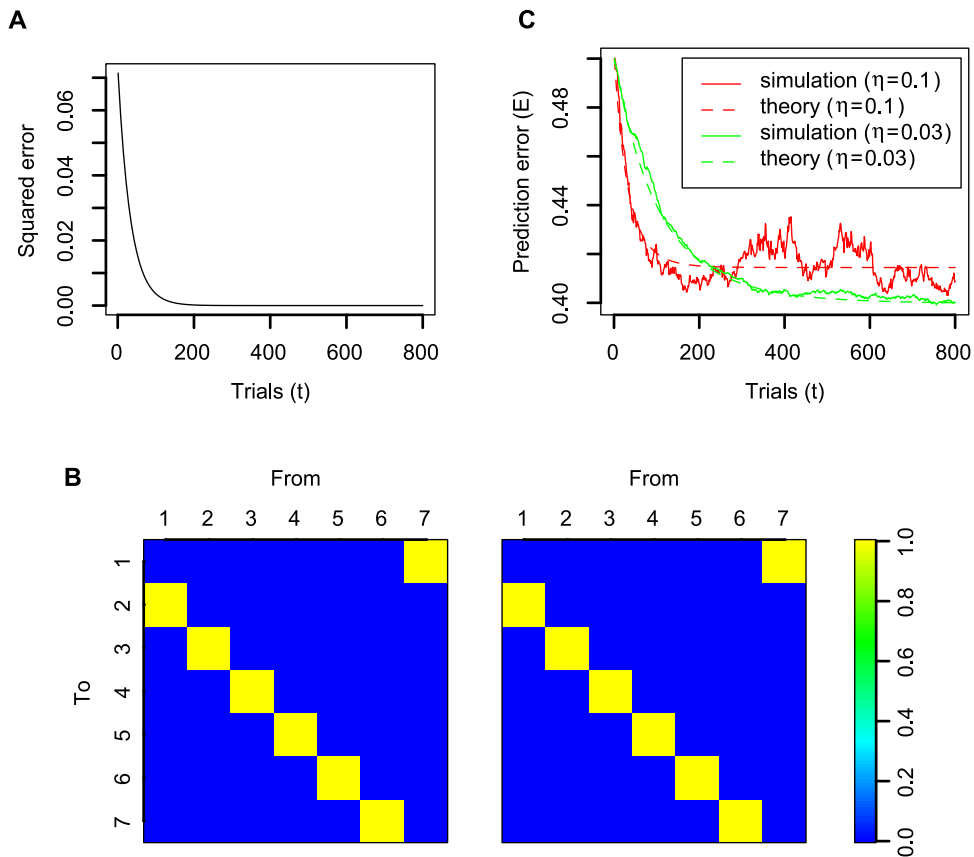 A
Squared error
0.00 0.02 0.04 0.06
0 200 400 600 800
Trials (t)
C
Prediction error (E)
0.40 0.44 0.48
simulation (η=0.1)
theory (η=0.1)
simulation (η=0.03)
theory (η=0.03)
0 200 400 600 800
Trials (t)
B
From
1 2 3 4 5 6 7
To
1 2 3 4 5 6 7
From
1 2 3 4 5 6 7
0.0 0.2 0.4 0.6 0.8 1.0